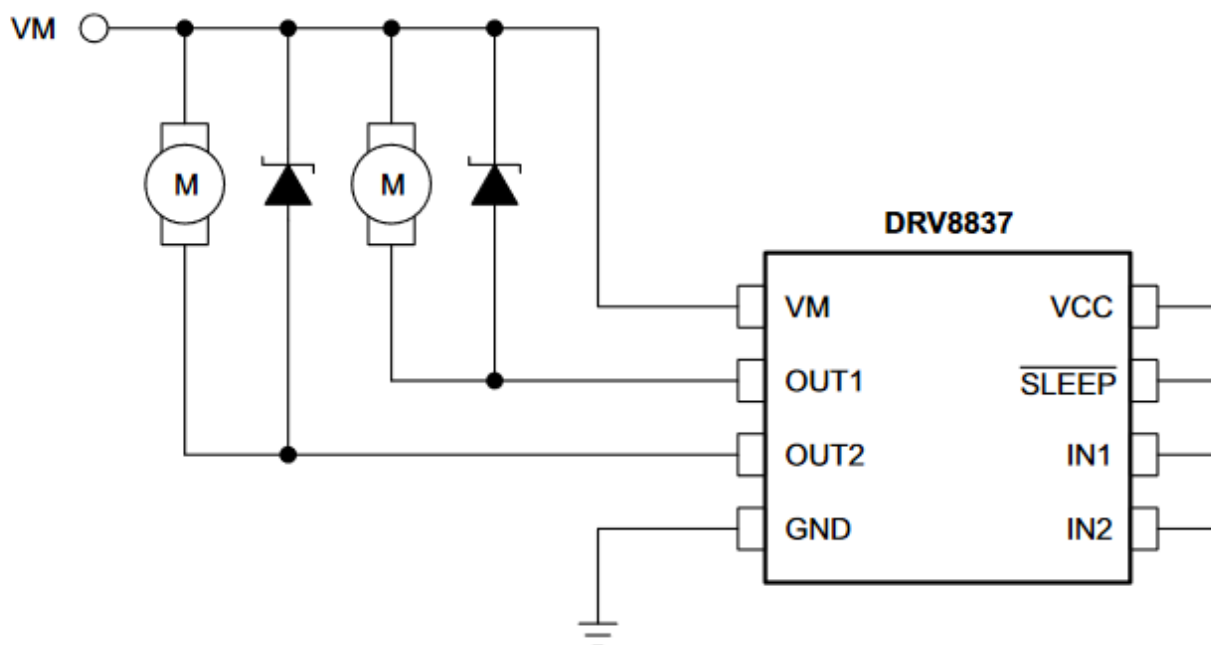 VM
M
M
DRV8837
VM
VCC
OUT1
SLEEP
OUT2
IN1
GND
IN2